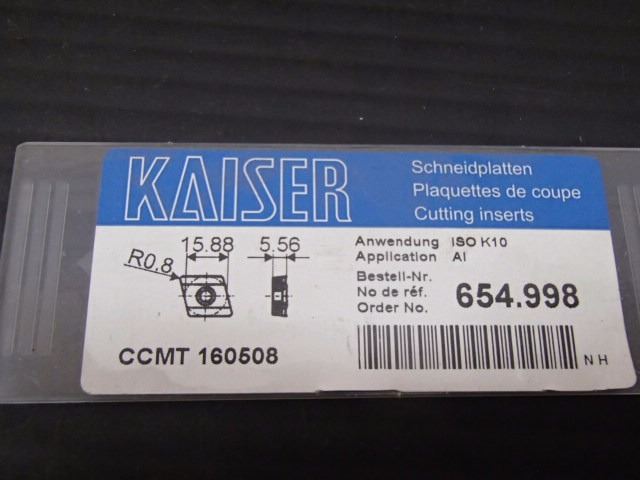 KAISER
Schneidplatten
Plaquettes de coupe
Cutting inserts
15.88
5.56
R0.8
CCMT 160508
Anwendung ISO K10
Application Al
Bestell-Nr.
No de réf. 654.998
Order No.
NH